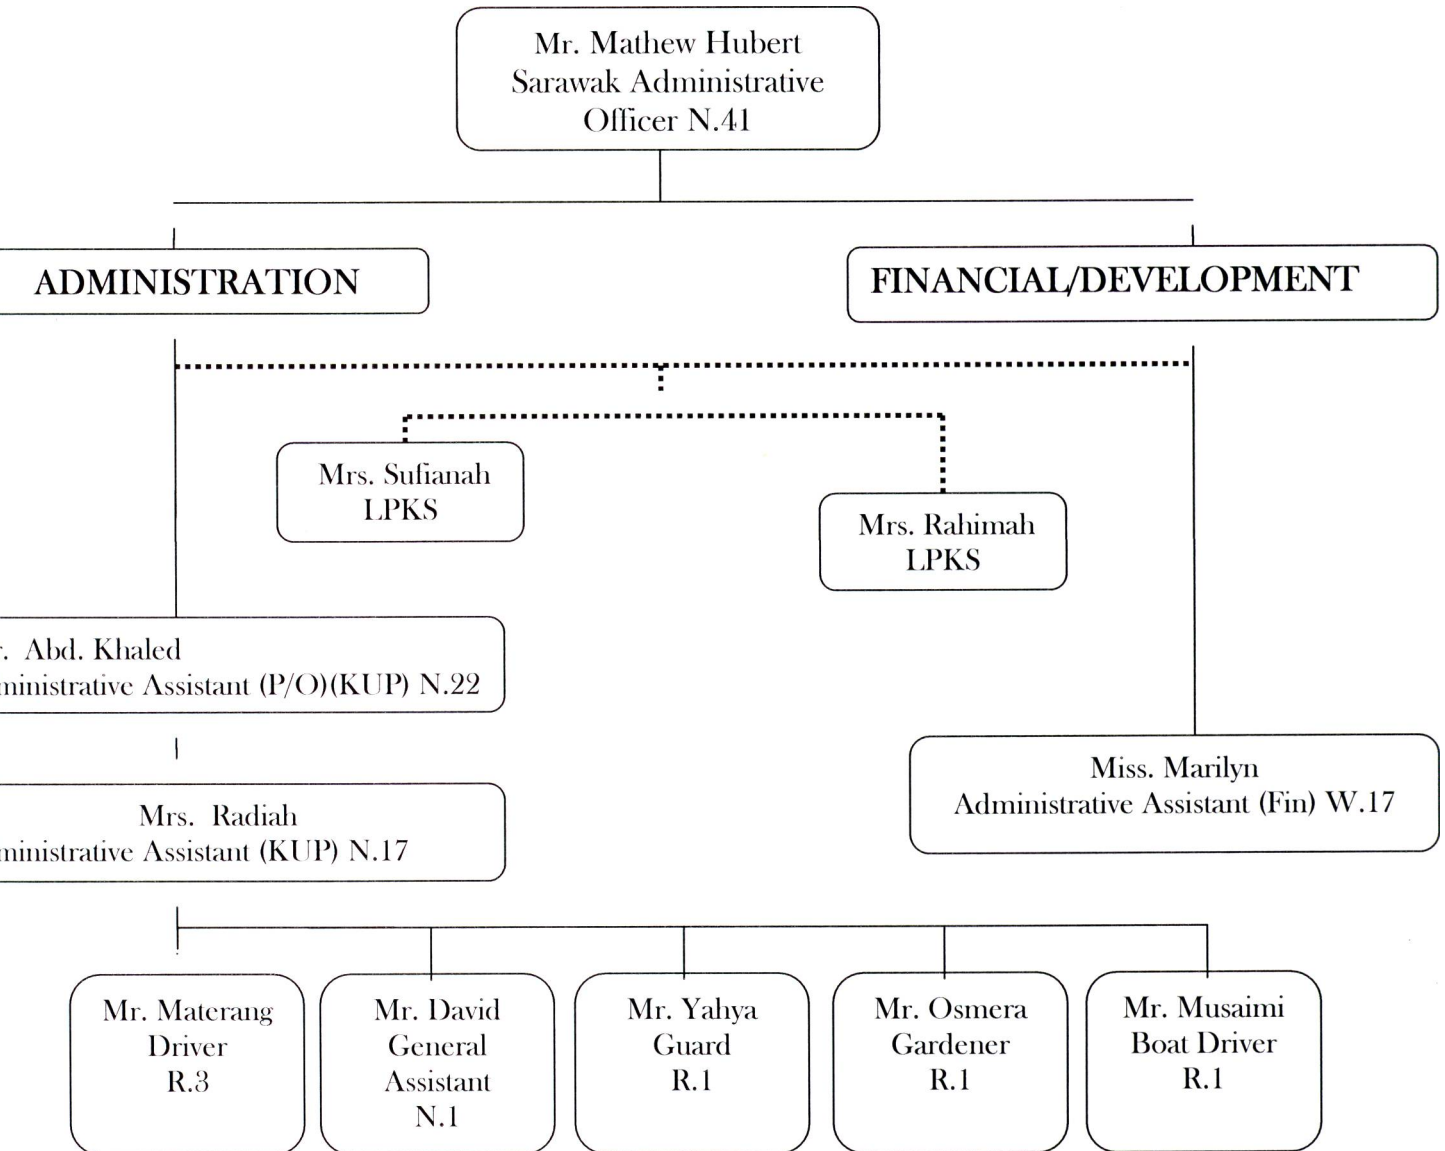 Mr. Mathew Hubert
Sarawak Administrative
Officer N.41
ADMINISTRATION
FINANCIAL/DEVELOPMENT
Mrs. Sufianah
LPKS
Mrs. Rahimah
LPKS
Abd. Khaled
Assistant (P/O)(KUP) N.22
Mrs. Radiah
Assistant (KUP) N.17
Miss. Marilyn
Administrative Assistant (Fin) W.17
Mr. Materang
Driver
R.3
Mr. David
General
Assistant
N.1
Mr. Yahya
Guard
R.1
Mr. Osmera
Gardener
R.1
Mr. Musaimi
Boat Driver
R.1